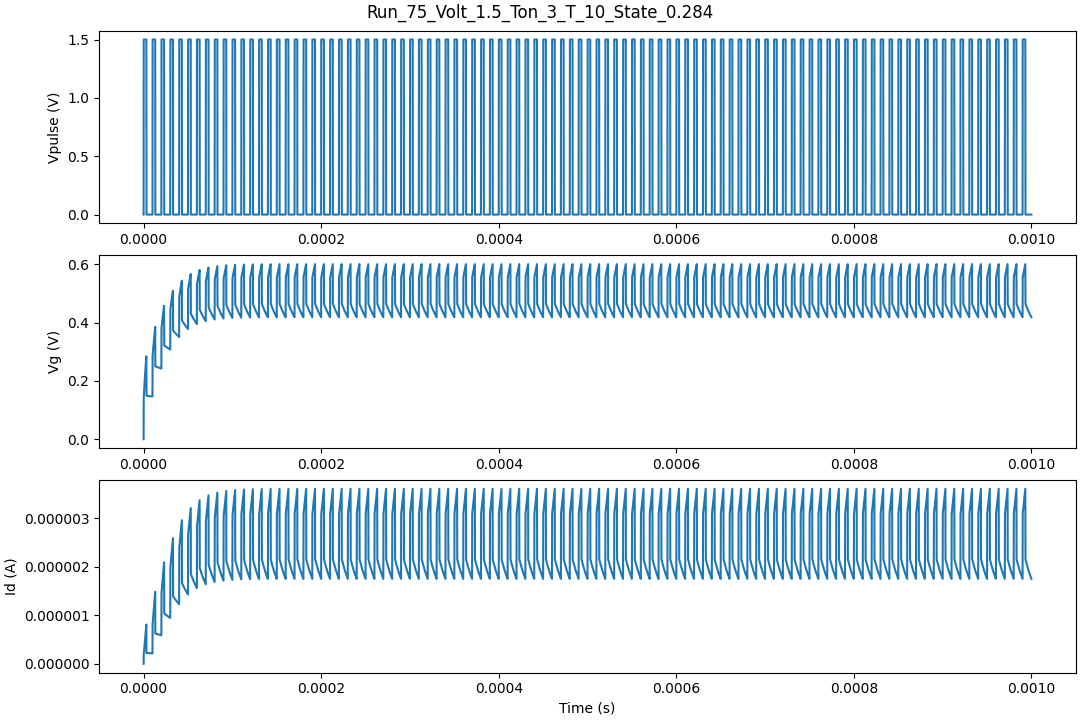 Run_75_Volt_1.5_Ton_3_T_10_State_0.284
1.5
1.0
0.5
0.0
Vpulse (V)
0.0000 0.0002 0.0004 0.0006 0.0008 0.0010
0.6
0.4
0.2
0.0
Vg (V)
0.0000 0.0002 0.0004 0.0006 0.0008 0.0010
0.000003
0.000002
0.000001
0.000000
Id (A)
0.0000 0.0002 0.0004 0.0006 0.0008 0.0010
Time (s)